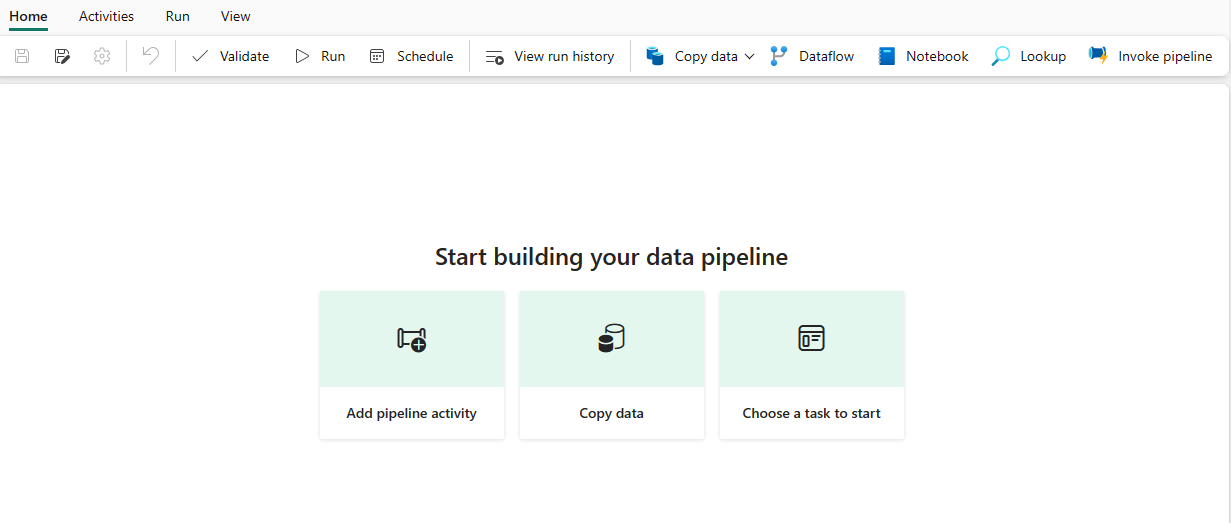 Home Activities Run View
Validate Run Schedule View run history Copy data Dataflow Notebook Lookup Invoke pipeline
Start building your data pipeline
Add pipeline activity Copy data Choose a task to start